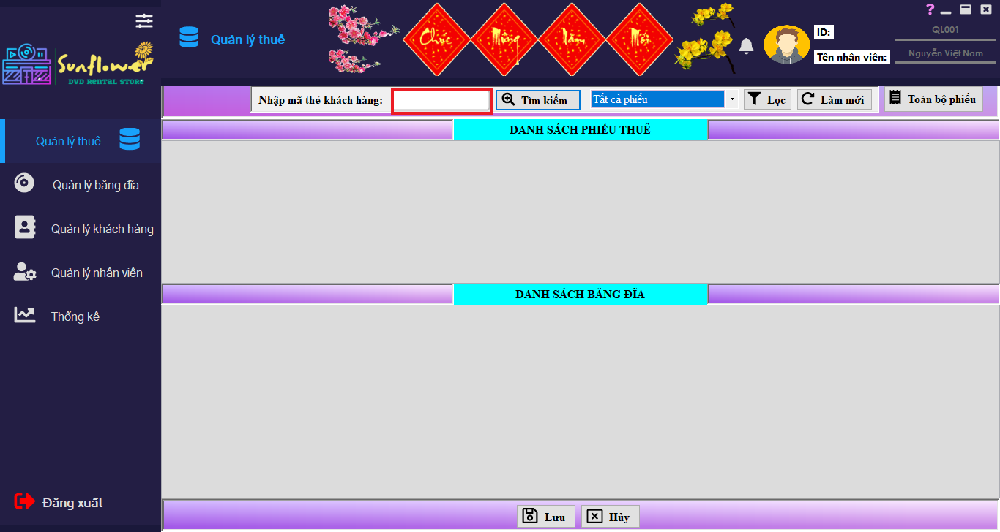 Sunflower
DVD RENTAL STORE
Quản lý thuê
Chúc Mừng Năm Mới
?
ID:
QL001
Tên nhân viên:
Nguyễn Việt Nam
Nhập mã thẻ khách hàng:
Tìm kiếm
Tất cả phiếu
Lọc
Làm mới
Toàn bộ phiếu
Quản lý thuê
Quản lý băng đĩa
Quản lý khách hàng
Quản lý nhân viên
Thống kê
Đăng xuất
DANH SÁCH PHIẾU THUÊ
DANH SÁCH BĂNG ĐĨA
Lưu
Hủy